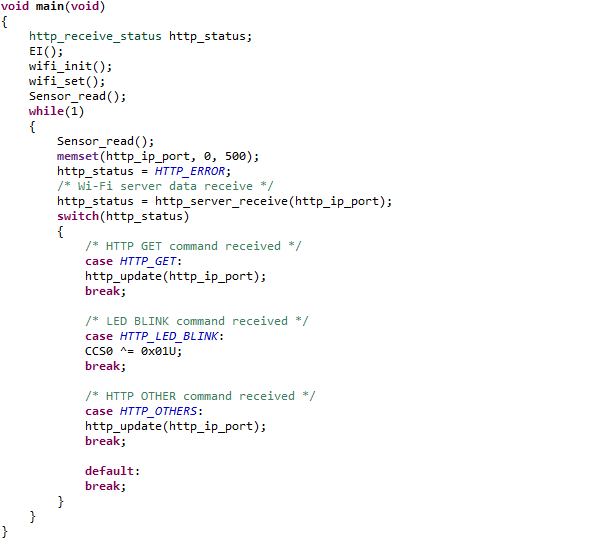 void main(void)
{
    http_receive_status http_status;
    EI();
    wifi_init();
    wifi_set();
    Sensor_read();
    while(1)
    {
        Sensor_read();
        memset(http_ip_port, 0, 500);
        http_status = HTTP_ERROR;
        /* Wi-Fi server data receive */
        http_status = http_server_receive(http_ip_port);
        switch(http_status)
        {
            /* HTTP GET command received */
            case HTTP_GET:
            http_update(http_ip_port);
            break;

            /* LED BLINK command received */
            case HTTP_LED_BLINK:
            CCS0 ^= 0x01U;
            break;

            /* HTTP OTHER command received */
            case HTTP_OTHERS:
            http_update(http_ip_port);
            break;

            default:
            break;
        }
    }
}